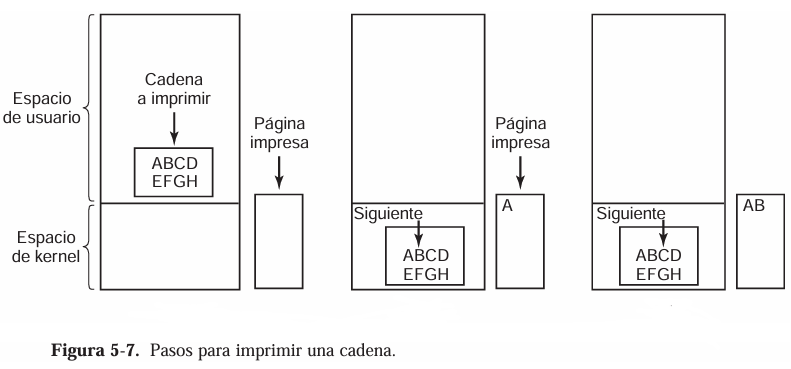 Espacio
de usuario
Cadena
a imprimir
ABCD
EFGH
Página
impresa
Espacio
de kernel
Siguiente
ABCD
EFGH
Página
impresa
A
Siguiente
ABCD
EFGH
AB
Figura 5-7. Pasos para imprimir una cadena.